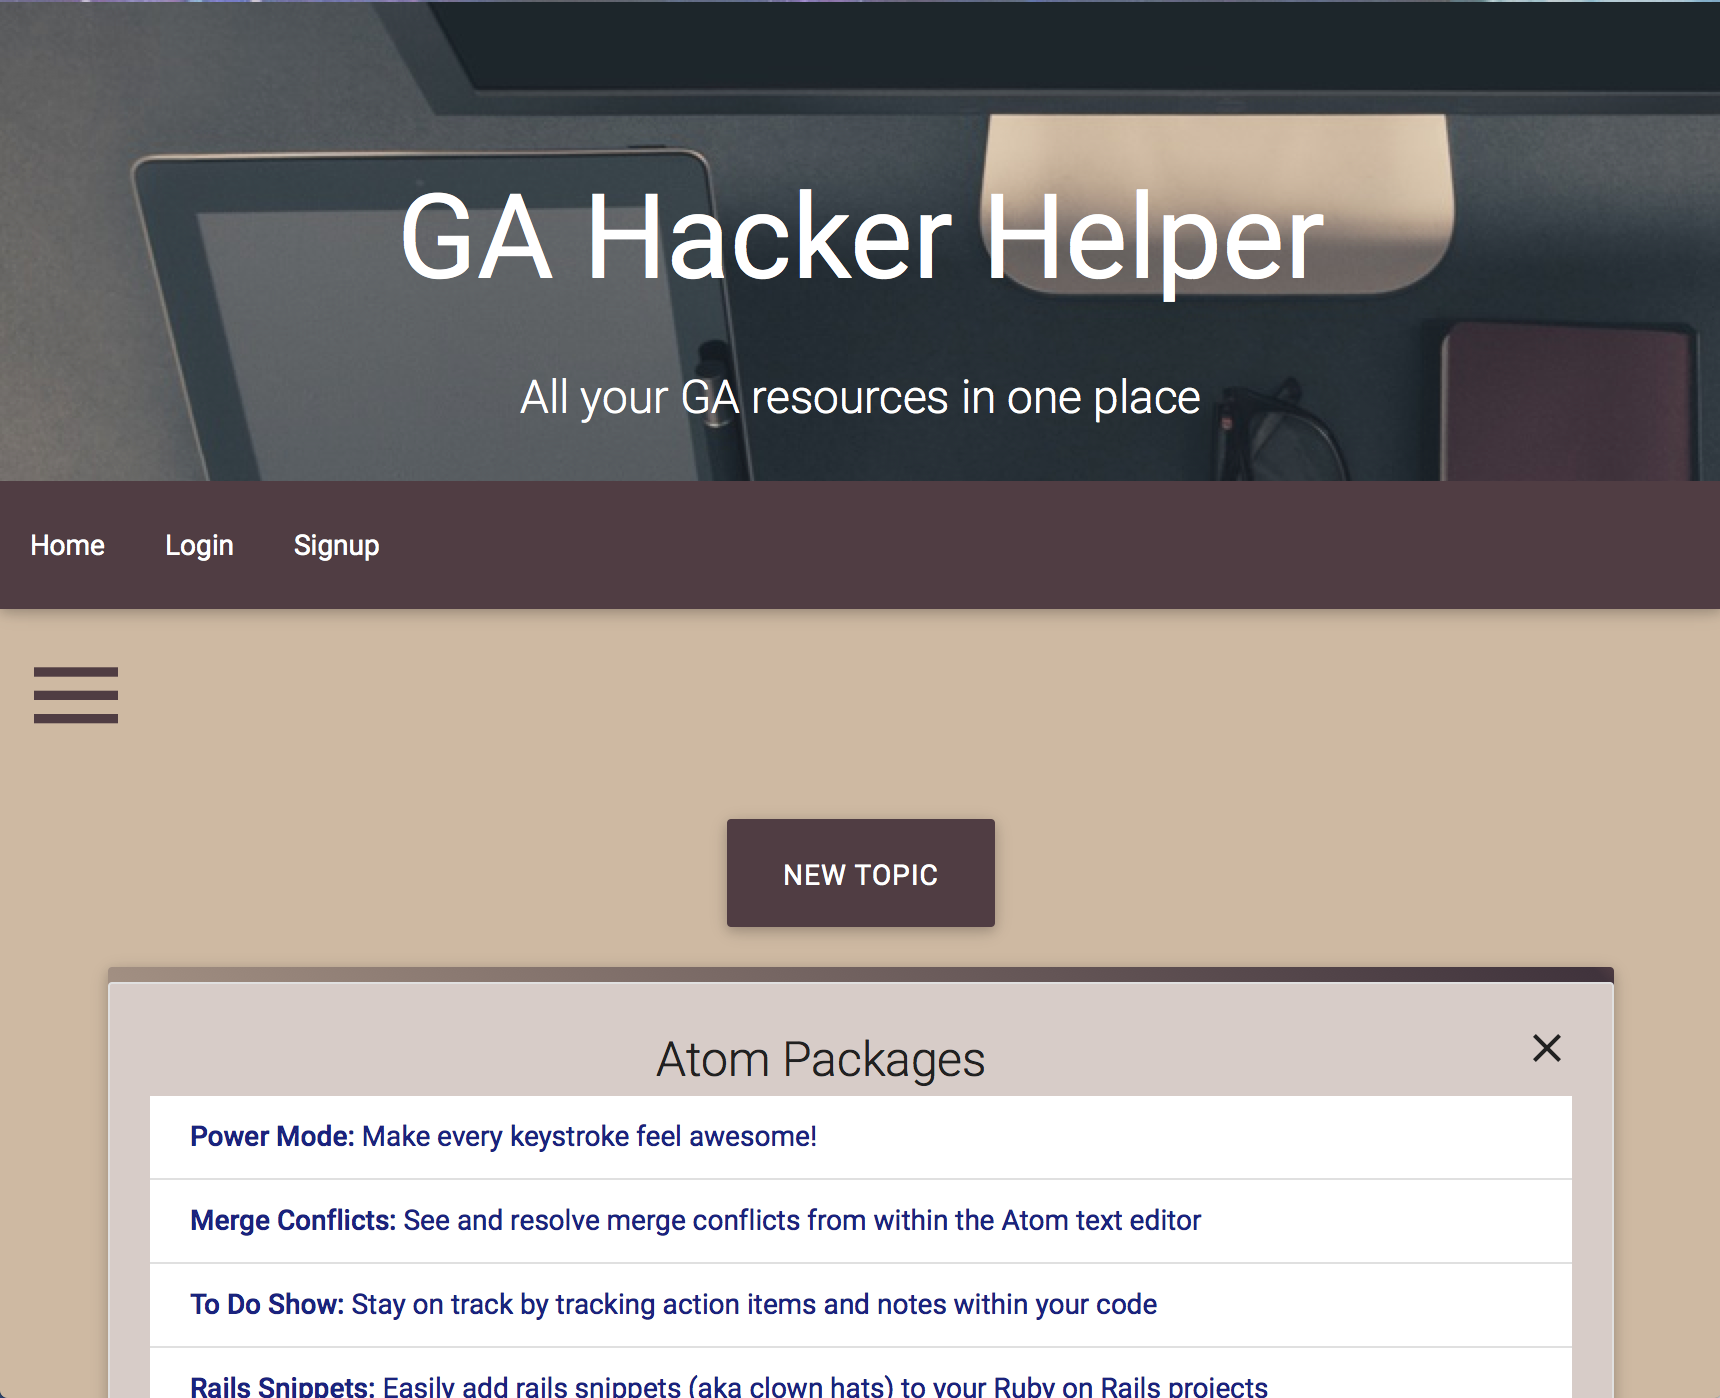 GA Hacker Helper
All your GA resources in one place
Home Login Signup
NEW TOPIC
Atom Packages
Power Mode: Make every keystroke feel awesome!
Merge Conflicts: See and resolve merge conflicts from within the Atom text editor
To Do Show: Stay on track by tracking action items and notes within your code
Rails Snippets: Easily add rails snippets (aka clown hats) to your Ruby on Rails projects